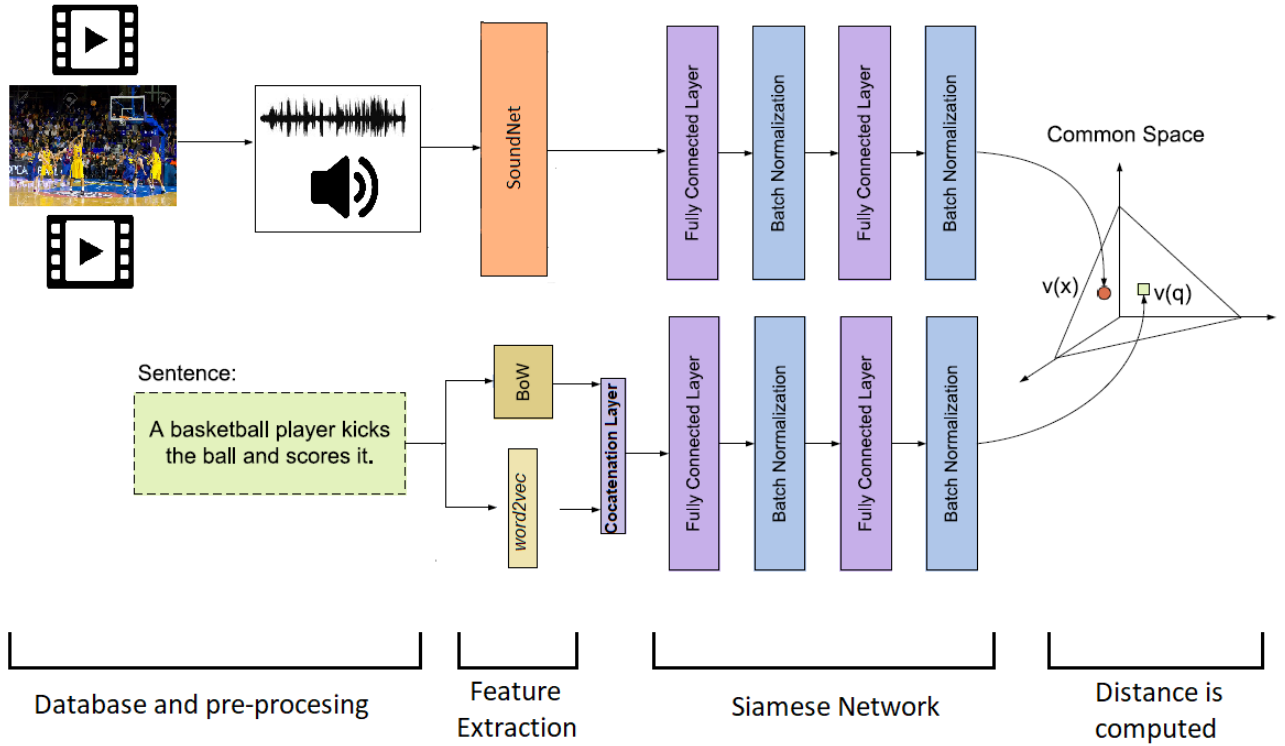 SoundNet
Fully Connected Layer
Batch Normalization
Fully Connected Layer
Batch Normalization
Common Space
v(x)
v(q)
Sentence:
A basketball player kicks
the ball and scores it.
BoW
word2vec
Cocatenation Layer
Fully Connected Layer
Batch Normalization
Fully Connected Layer
Batch Normalization
Database and pre-procesing
Feature
Extraction
Siamese Network
Distance is
computed